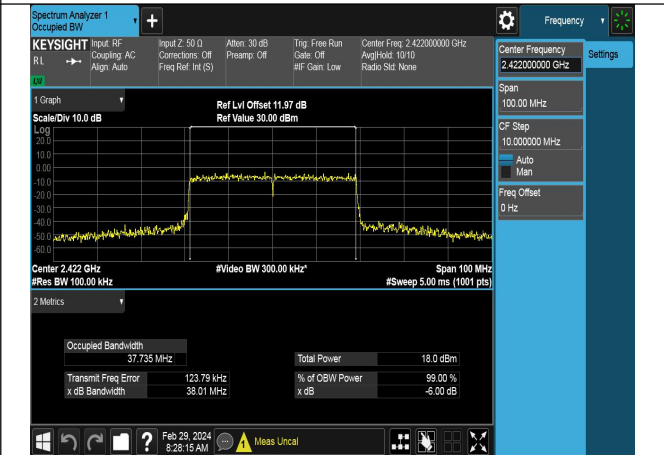 Spectrum Analyzer 1
Occupied BW
+
Frequency
KEYSIGHT
RL
Align: Auto
Input: RF
Coupling: AC
Input Z: 50 Ω
Corrections: Off
Freq Ref: Int (S)
Atten: 30 dB
Preamp: Off
Trig: Free Run
Gate: Off
#IF Gain: Low
Center Freq: 2.422000000 GHz
Avg|Hold: 10/10
Radio Std: None
Center Frequency
2.422000000 GHz
Settings
Span
100.00 MHz
CF Step
10.000000 MHz
Auto
Man
Freq Offset
0 Hz
1 Graph
Scale/Div 10.0 dB
Ref Lvl Offset 11.97 dB
Ref Value 30.00 dBm
Log
20.0
10.0
0.00
-10.0
-20.0
-30.0
-40.0
-50.0
-60.0
Center 2.422 GHz
#Video BW 300.00 kHz*
Span 100 MHz
#Res BW 100.00 kHz
#Sweep 5.00 ms (1001 pts)
2 Metrics
Occupied Bandwidth
37.735 MHz
Total Power 18.0 dBm
Transmit Freq Error 123.79 kHz
% of OBW Power 99.00 %
x dB Bandwidth 38.01 MHz
x dB -6.00 dB
?
Feb 29, 2024
8:28:15 AM
1
Meas Uncal